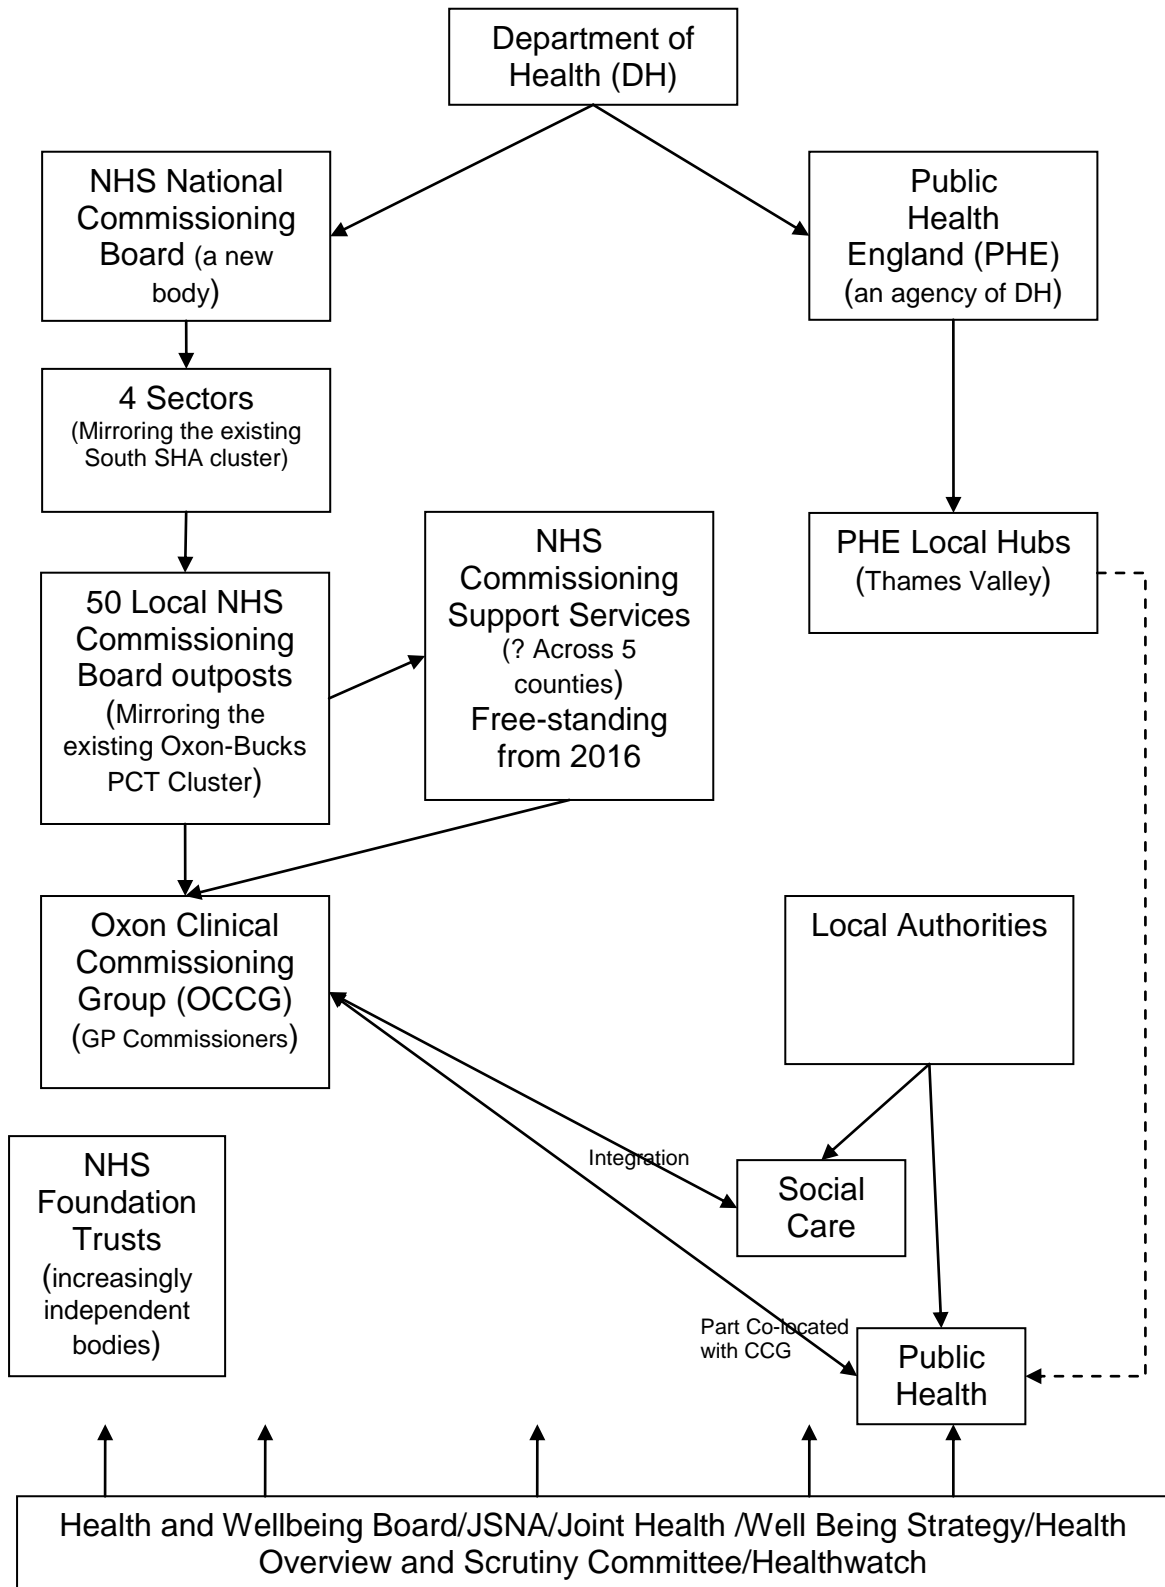 Department of
Health (DH)
NHS National
Commissioning
Board (a new
body)
Public
Health
England (PHE)
(an agency of DH)
4 Sectors
(Mirroring the existing
South SHA cluster)
50 Local NHS
Commissioning
Board outposts
(Mirroring the
existing Oxon-Bucks
PCT Cluster)
NHS
Commissioning
Support Services
(? Across 5
counties)
Free-standing
from 2016
PHE Local Hubs
(Thames Valley)
Oxon Clinical
Commissioning
Group (OCCG)
(GP Commissioners)
Local Authorities
NHS
Foundation
Trusts
(increasingly
independent
bodies)
Integration
Social
Care
Part Co-located
with CCG
Public
Health
Health and Wellbeing Board/JSNA/Joint Health /Well Being Strategy/Health
Overview and Scrutiny Committee/Healthwatch